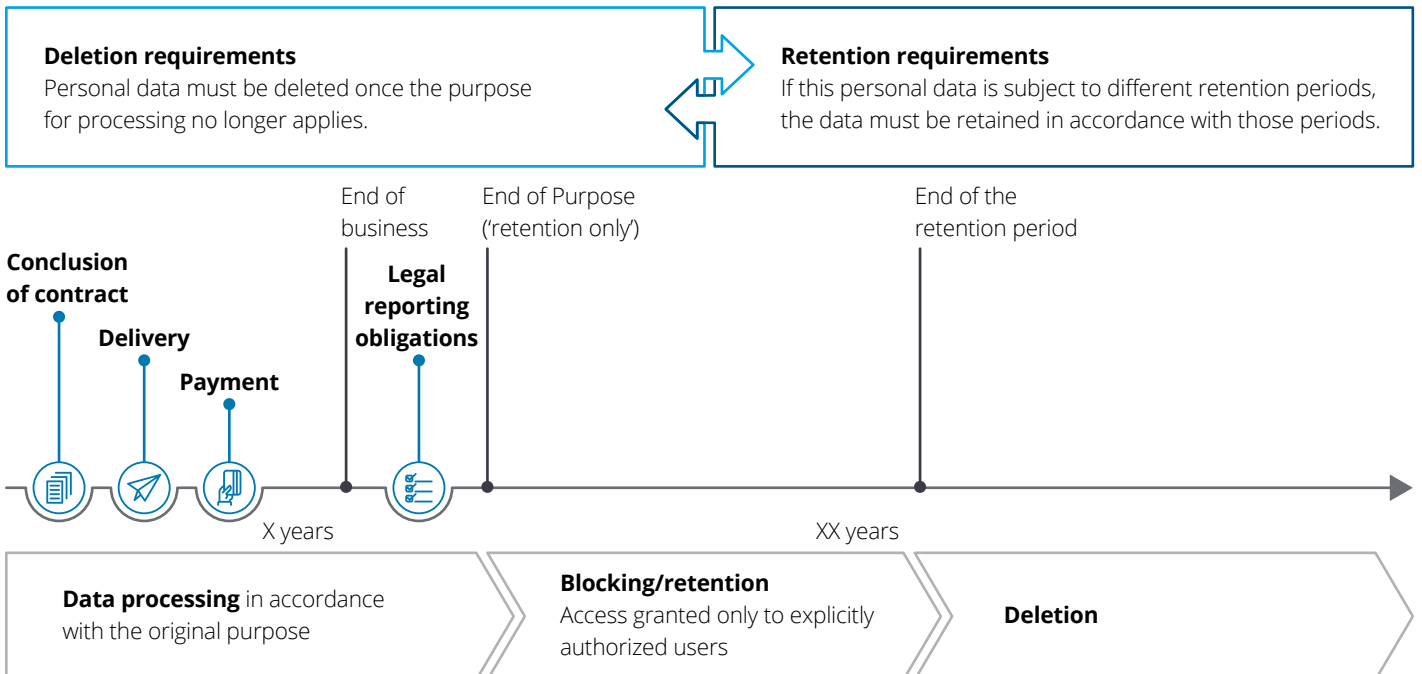 Deletion requirements
Personal data must be deleted once the purpose
for processing no longer applies.
Retention requirements
If this personal data is subject to different retention periods,
the data must be retained in accordance with those periods.
End of
business
End of Purpose
(‘retention only’)
End of the
retention period
Conclusion
of contract
Delivery
Payment
Legal
reporting
obligations
X years
XX years
Data processing in accordance
with the original purpose
Blocking/retention
Access granted only to explicitly
authorized users
Deletion